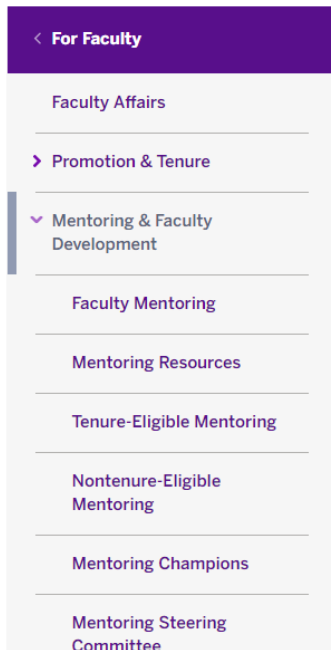 For Faculty
Faculty Affairs
Promotion & Tenure
Mentoring & Faculty
Development
Faculty Mentoring
Mentoring Resources
Tenure-Eligible Mentoring
Nontenure-Eligible
Mentoring
Mentoring Champions
Mentoring Steering
Committee